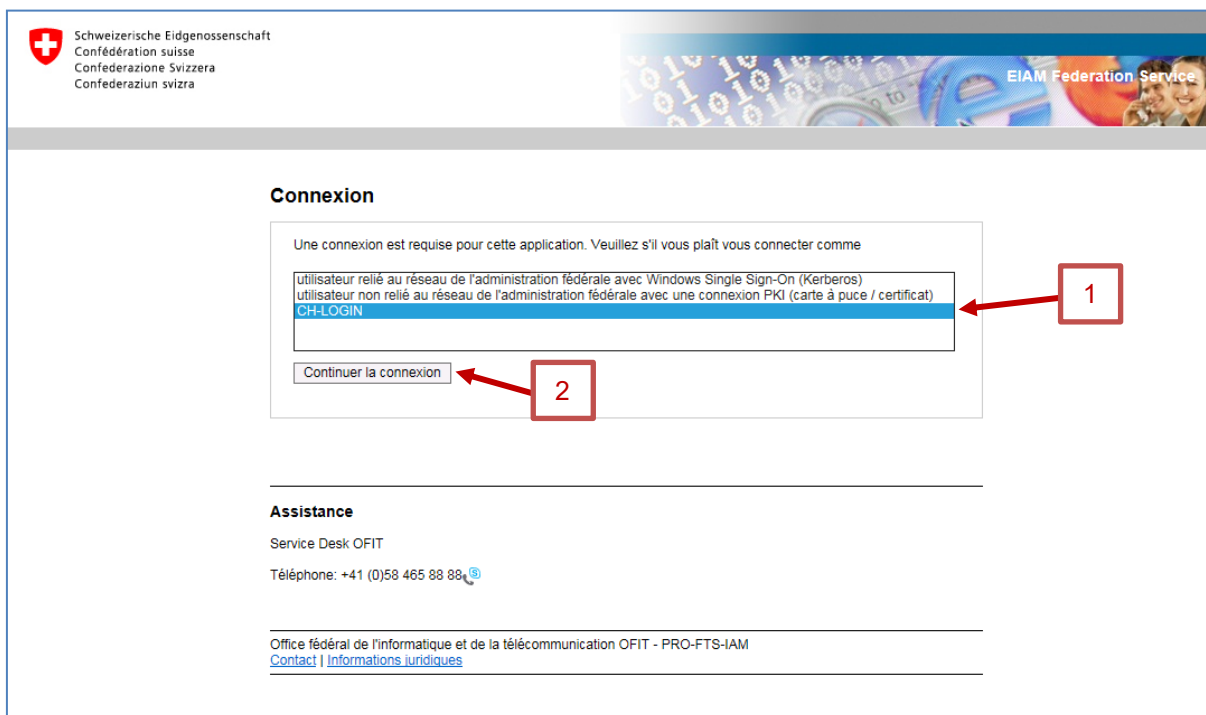 Schweizerische Eidgenossenschaft
Confédération suisse
Confederazione Svizzera
Confederaziun svizra
EIAM Federation Service
Connexion
Une connexion est requise pour cette application. Veuillez s'il vous plaît vous connecter comme
utilisateur relié au réseau de l'administration fédérale avec Windows Single Sign-On (Kerberos)
utilisateur non relié au réseau de l'administration fédérale avec une connexion PKI (carte à puce / certificat)
CH-LOGIN
1
Continuer la connexion
2
Assistance
Service Desk OFIT
Téléphone: +41 (0)58 465 88 88
Office fédéral de l'informatique et de la télécommunication OFIT - PRO-FTS-IAM
Contact | Informations juridiques